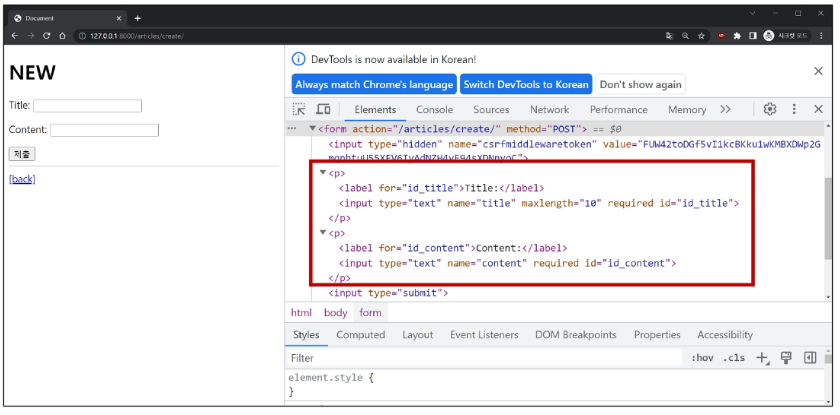 Document
127.0.0.1:8000/articles/create/
시크릿 모드
NEW
Title:
Content:
제출
[back]
DevTools is now available in Korean!
Always match Chrome's language
Switch DevTools to Korean
Don't show again
Elements
Console
Sources
Network
Performance
Memory
<form action="/articles/create/" method="POST"> == $0
<input type="hidden" name="csrfmiddlewaretoken" value="FUW42toDGf5vI1kcBKku1wKMBXDWp2G
<p>
<label for="id_title">Title:</label>
<input type="text" name="title" maxlength="10" required id="id_title">
</p>
<p>
<label for="id_content">Content:</label>
<input type="text" name="content" required id="id_content">
</p>
<input type="submit">
html body form
Styles
Computed
Layout
Event Listeners
DOM Breakpoints
Properties
Accessibility
Filter
:hov .cls
element.style {
}